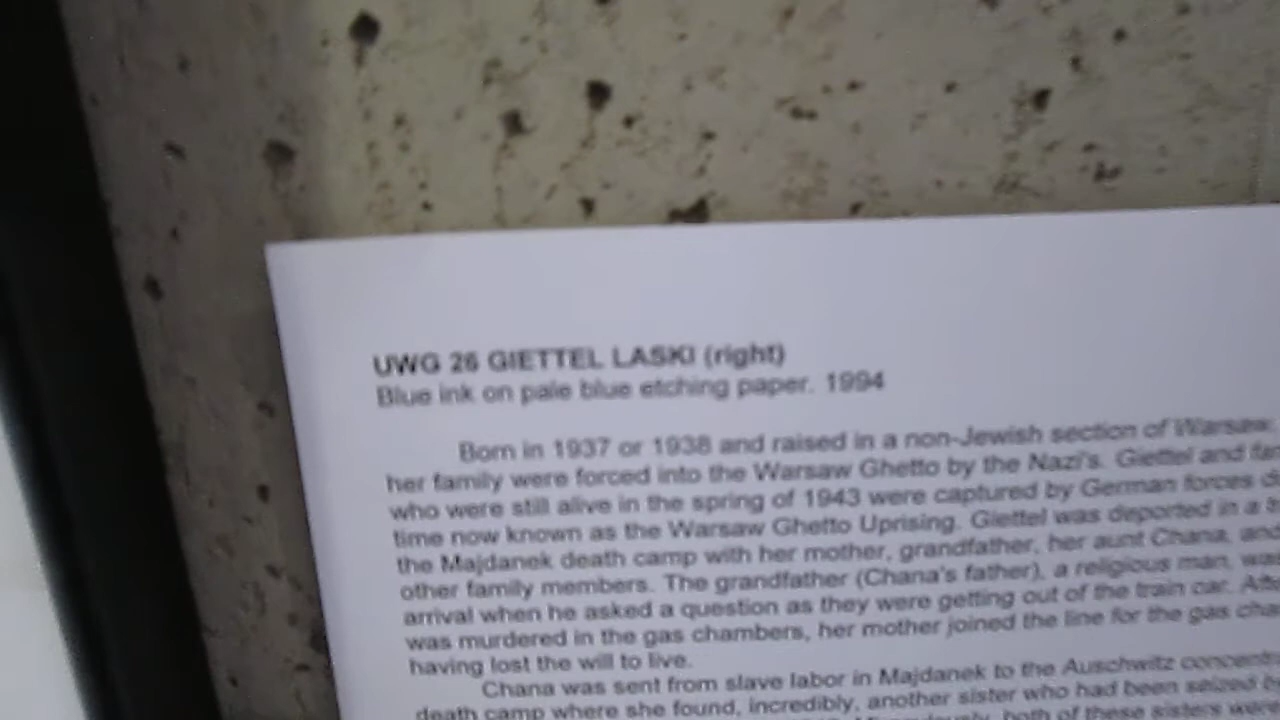 UWG 26 GIETTEL LASKI (right)
Blue ink on pale blue etching paper. 1994
Born in 1937 or 1938 and raised in a non-Jewish section of Warsaw,
her family were forced into the Warsaw Ghetto by the Nazi's. Giettel and
who were still alive in the spring of 1943 were captured by German forces
time now known as the Warsaw Ghetto Uprising. Giettel was deported in a
the Majdanek death camp with her mother, grandfather, her aunt Chana, and
other family members. The grandfather (Chana's father), a religious man, was
arrival when he asked a question as they were getting out of the train car.
was murdered in the gas chambers, her mother joined the line for the gas
having lost the will to live.
Chana was sent from slave labor in Majdanek to the Auschwitz
death camp where she found, incredibly, another sister who had been seized
both of these sisters were